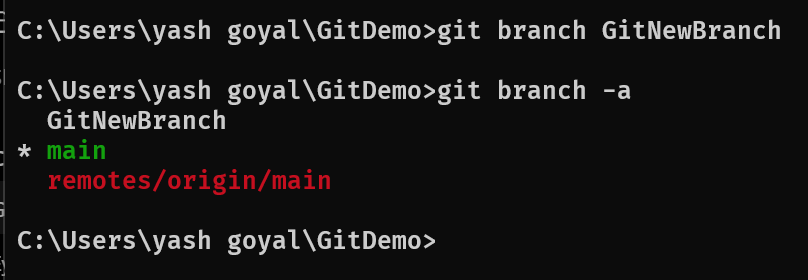 C:\Users\yash goyal\GitDemo>git branch GitNewBranch
C:\Users\yash goyal\GitDemo>git branch -a
GitNewBranch
* main
remotes/origin/main
C:\Users\yash goyal\GitDemo>